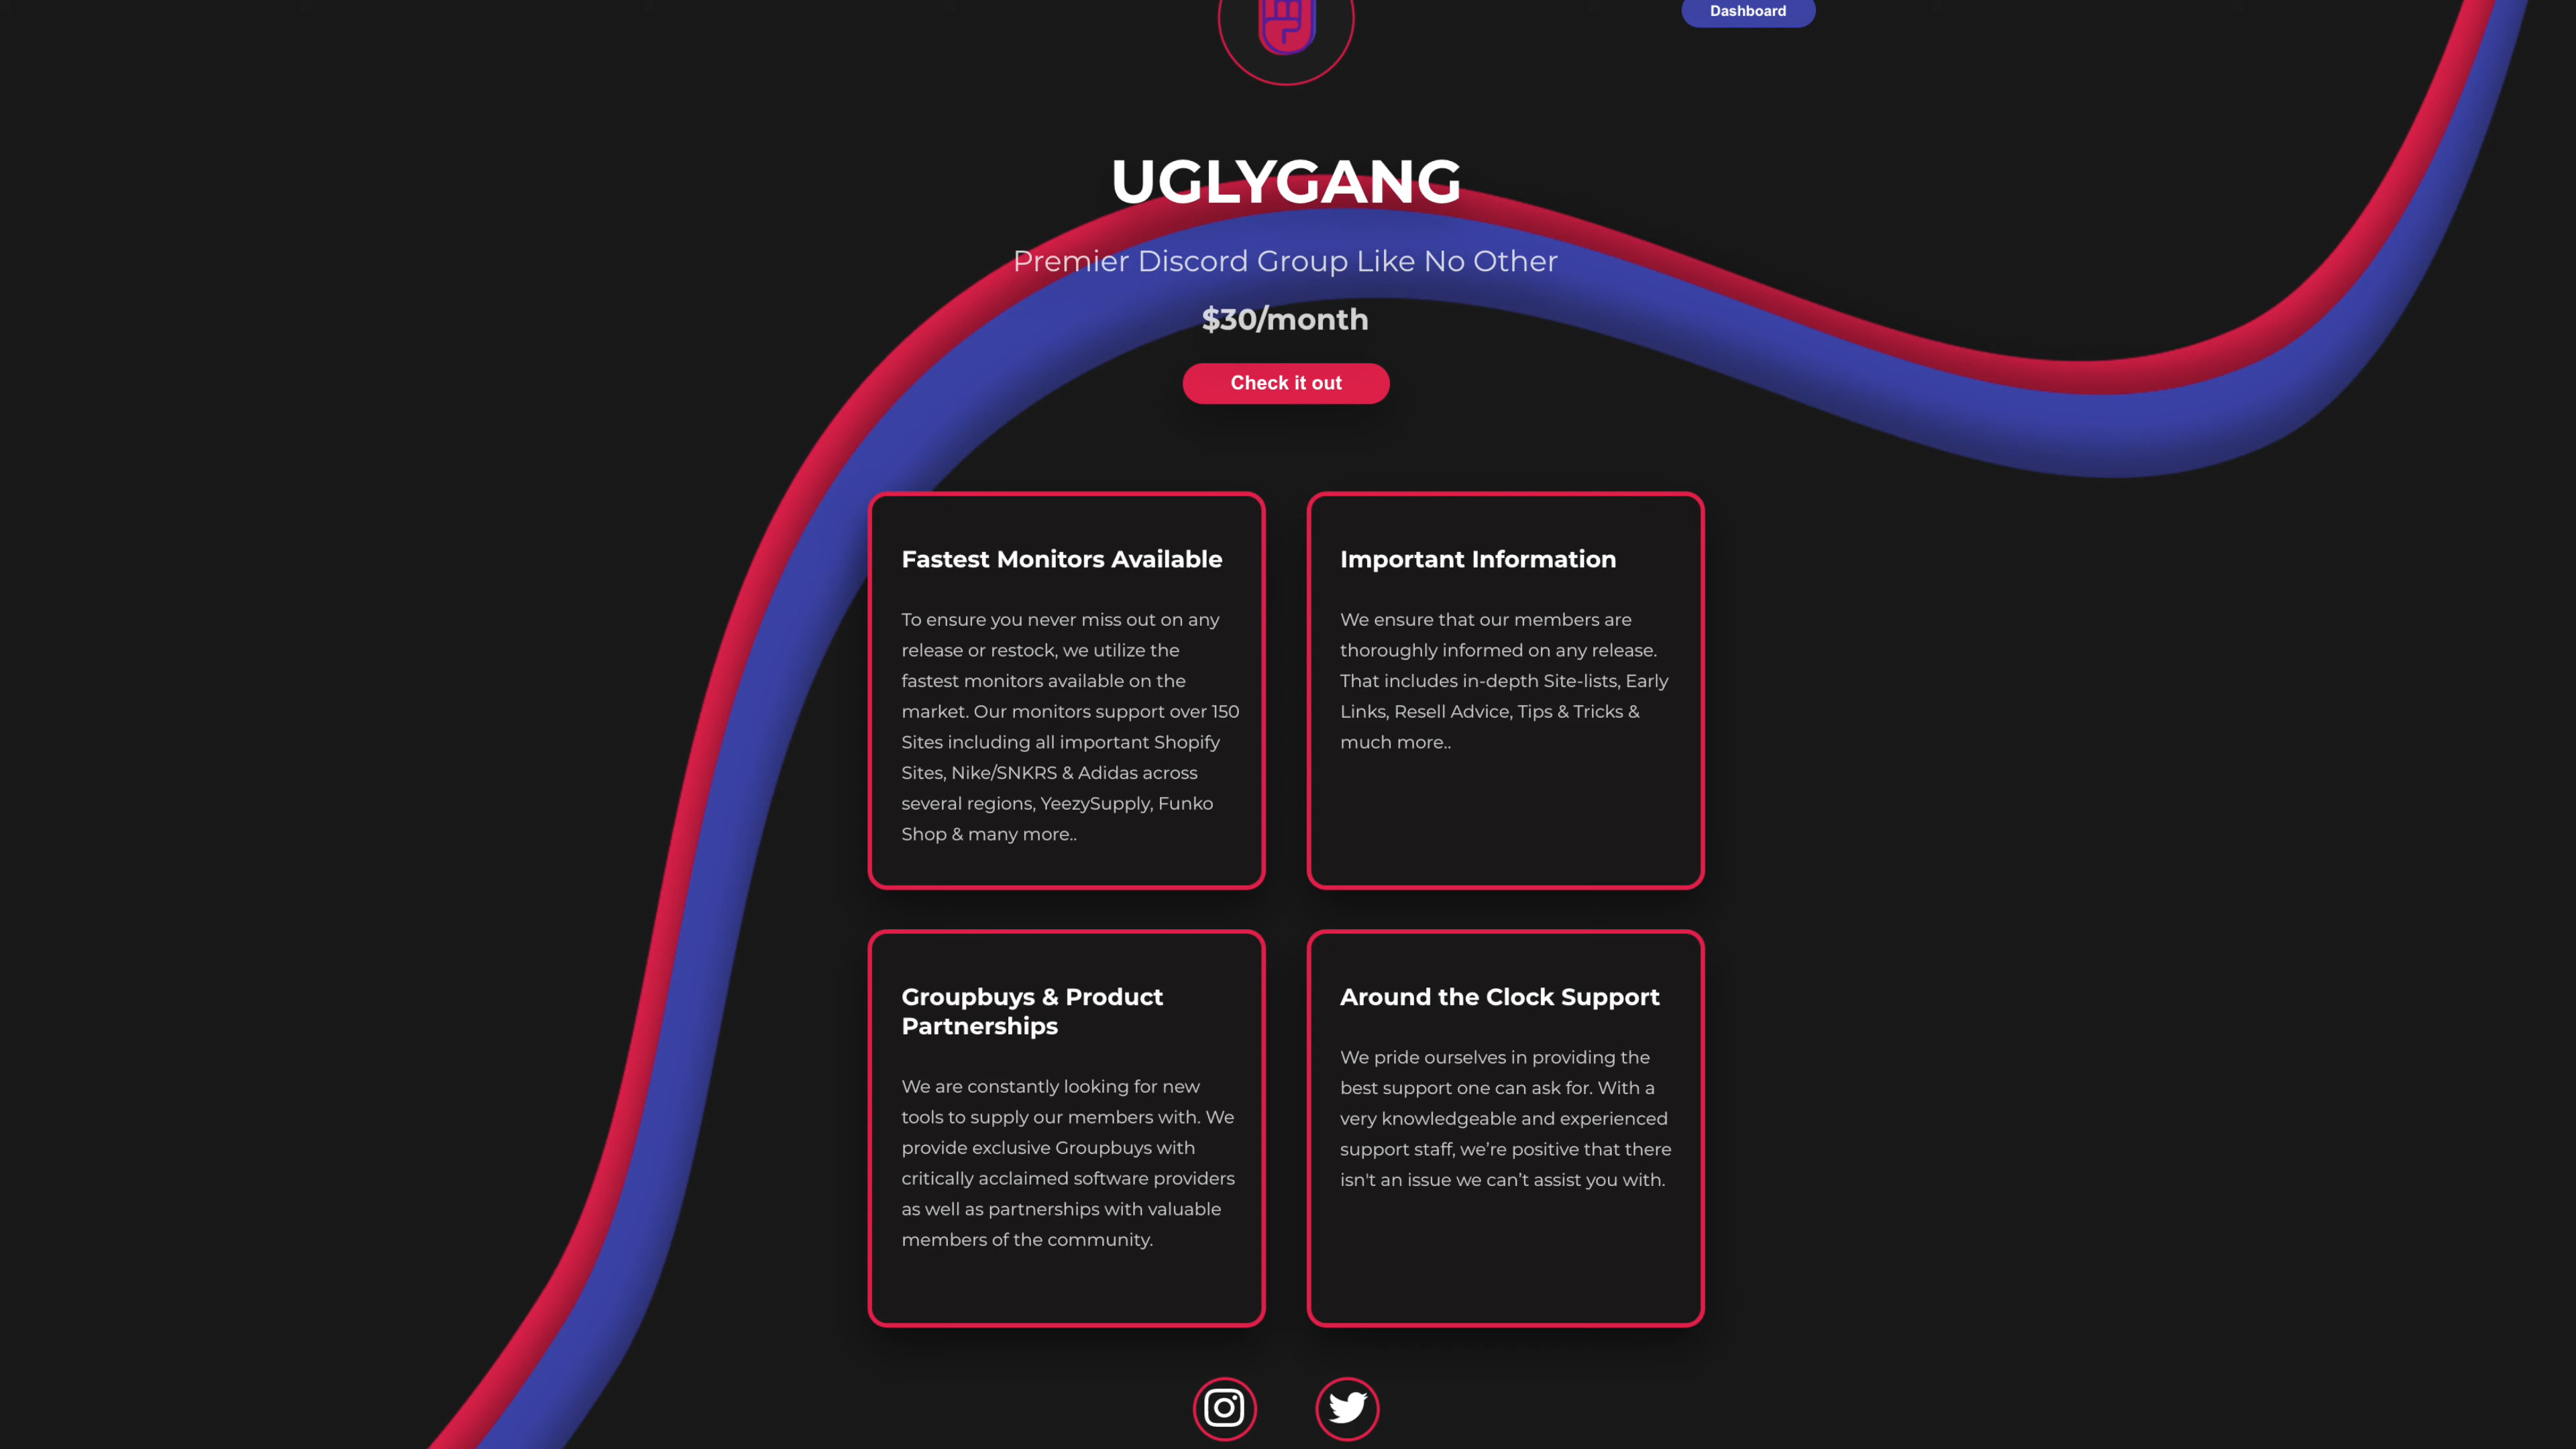 Dashboard
UGLYGANG
Premier Discord Group Like No Other
$30/month
Check it out
Fastest Monitors Available
To ensure you never miss out on any
release or restock, we utilize the
fastest monitors available on the
market. Our monitors support over 150
Sites including all important Shopify
Sites, Nike/SNKRS & Adidas across
several regions, YeezySupply, Funko
Shop & many more..
Important Information
We ensure that our members are
thoroughly informed on any release.
That includes in-depth Site-lists, Early
Links, Resell Advice, Tips & Tricks &
much more..
Groupbuys & Product
Partnerships
We are constantly looking for new
tools to supply our members with. We
provide exclusive Groupbuys with
critically acclaimed software providers
as well as partnerships with valuable
members of the community.
Around the Clock Support
We pride ourselves in providing the
best support one can ask for. With a
very knowledgeable and experienced
support staff, we’re positive that there
isn't an issue we can’t assist you with.